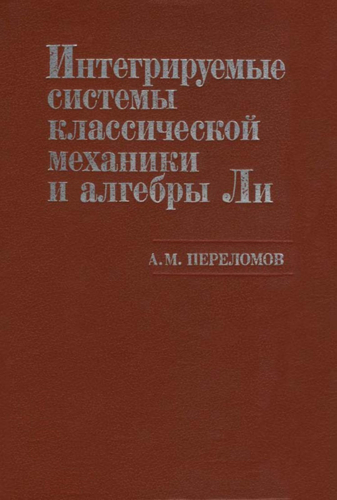 Интегрируемые
системы
классической
механики
и алгебры Ли
А.М. ПЕРЕЛОМОВ